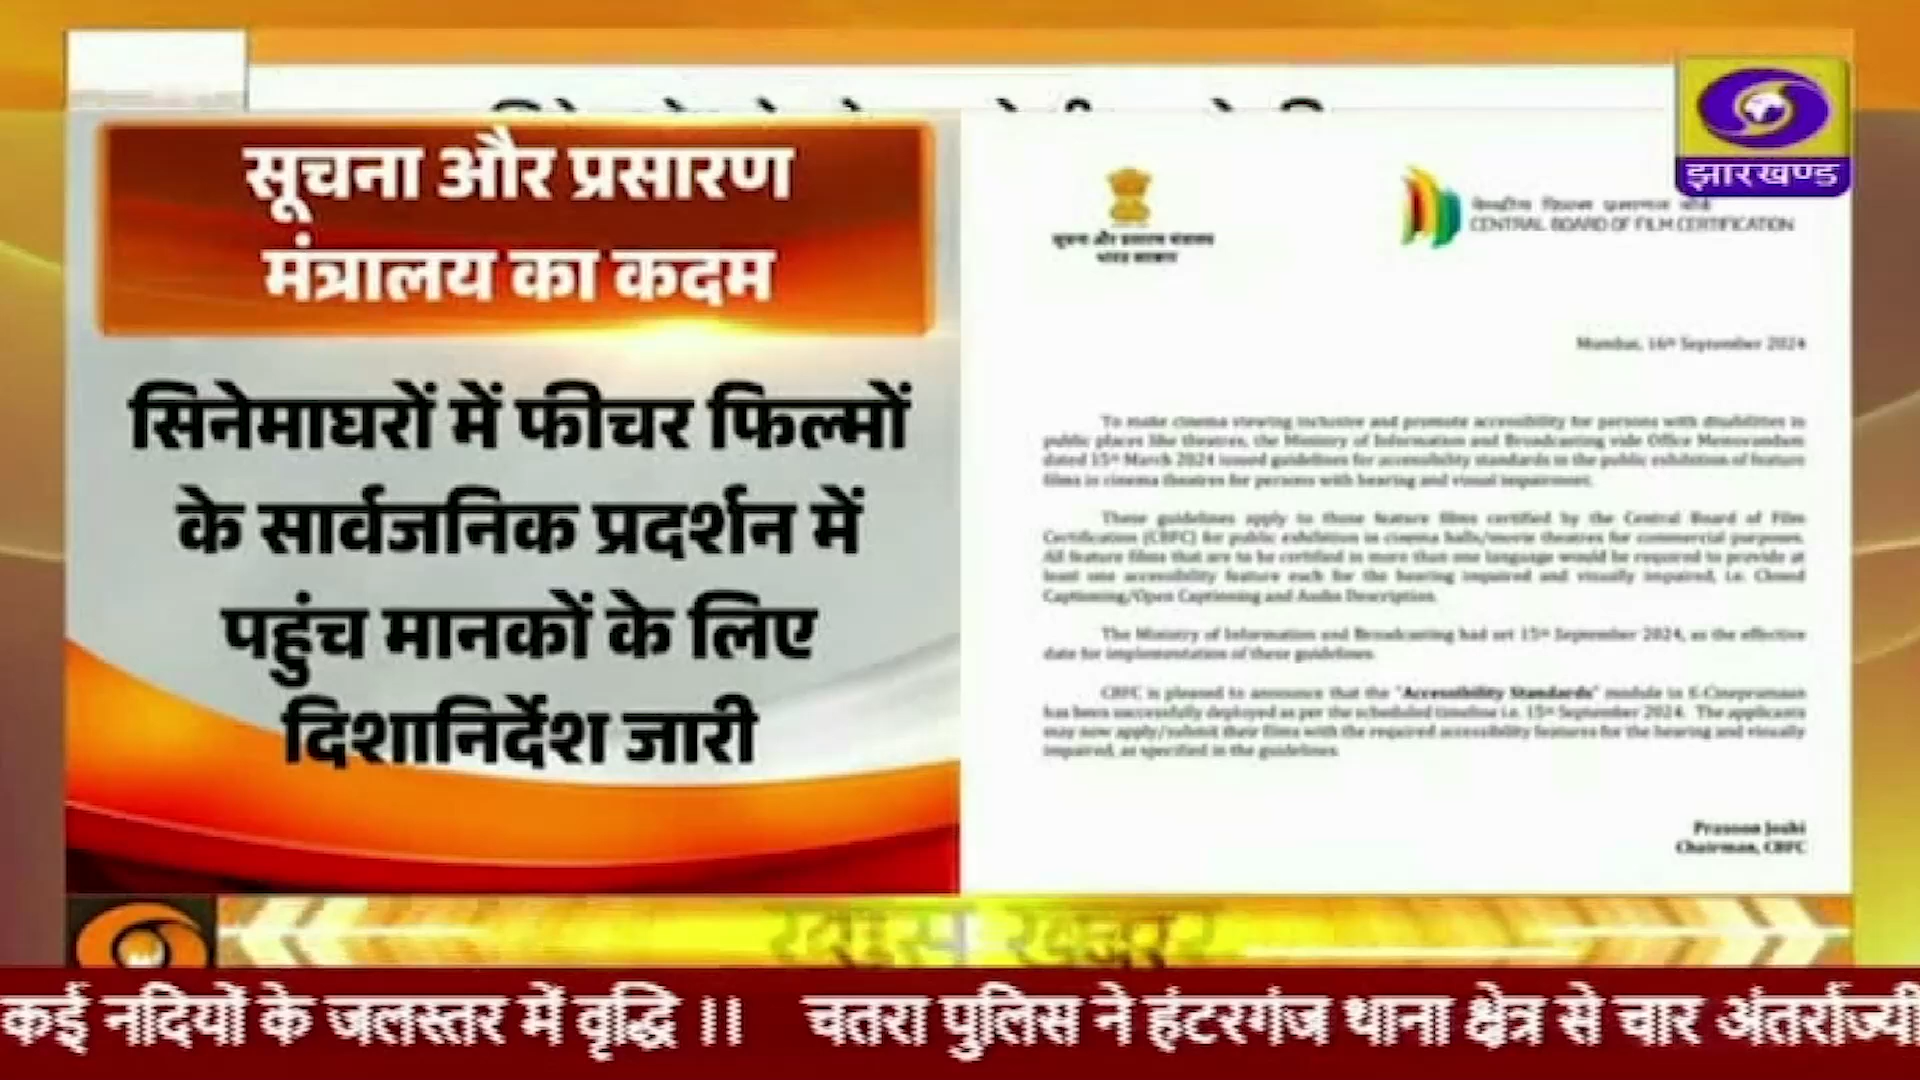 झारखण्ड
सूचना और प्रसारण
मंत्रालय का कदम
सिनेमाघरों में फीचर फिल्मों
के सार्वजनिक प्रदर्शन में
पहुंच मानकों के लिए
दिशानिर्देश जारी
सूचना और प्रसारण मंत्रालय
भारत सरकार
CENTRAL BOARD OF FILM CERTIFICATION
Mumbai, 16th September 2024
To make cinema viewing inclusive and promote accessibility for persons with disabilities in
public places like theatres, the Ministry of Information and Broadcasting vide Office Memorandum
dated 15th March 2024 issued guidelines for accessibility standards in the public exhibition of feature
films in cinema theatres for persons with hearing and visual impairment.
These guidelines apply to those feature films certified by the Central Board of Film
Certification (CBFC) for public exhibition in cinema halls/movie theatres for commercial purposes.
All feature films that are to be certified in more than one language would be required to provide at
least one accessibility feature each for the hearing impaired and visually impaired, i.e. Closed
Captioning/Open Captioning and Audio Description.
The Ministry of Information and Broadcasting had set 15th September 2024, as the effective
date for implementation of these guidelines.
CBFC is pleased to announce that the "Accessibility Standards" module in E-Cinepramaan
has been successfully deployed as per the scheduled timeline i.e. 15th September 2024. The applicants
may now apply/submit their films with the required accessibility features for the hearing and visually
impaired, as specified in the guidelines.
Prasoon Joshi
Chairman, CBFC
कई नदियों के जलस्तर में वृद्धि ।। चतरा पुलिस ने हंटरगंज थाना क्षेत्र से चार अंतर्राज्यी